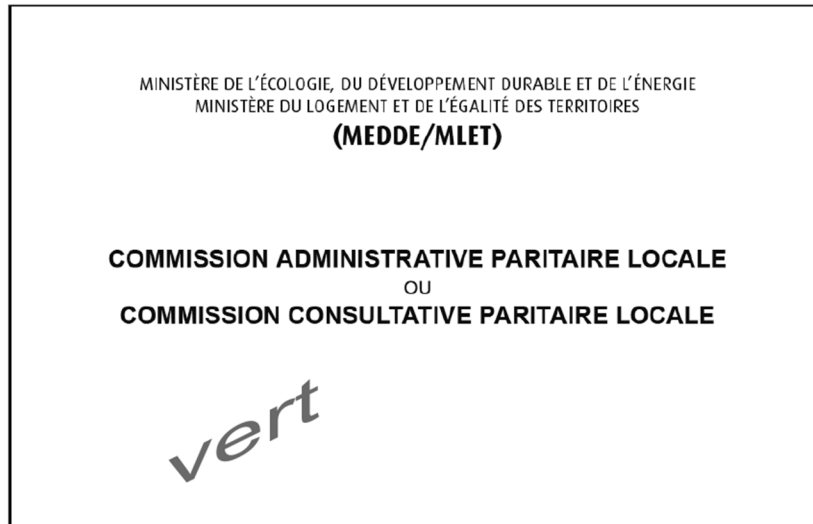 MINISTÈRE DE L'ÉCOLOGIE, DU DÉVELOPPEMENT DURABLE ET DE L'ÉNERGIE
MINISTÈRE DU LOGEMENT ET DE L'ÉGALITÉ DES TERRITOIRES
(MEDDE/MLET)
COMMISSION ADMINISTRATIVE PARITAIRE LOCALE
OU
COMMISSION CONSULTATIVE PARITAIRE LOCALE
vert